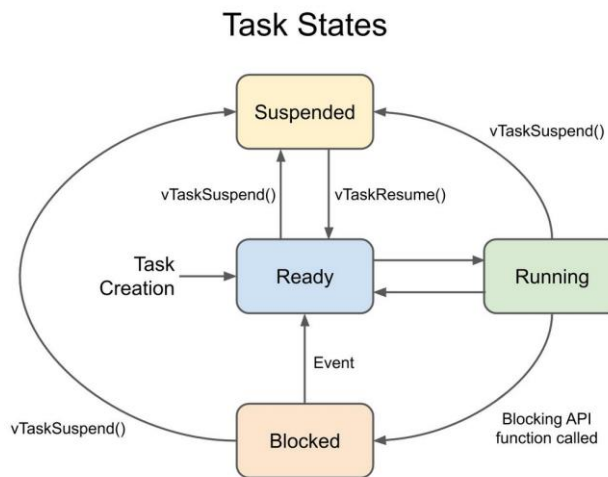 Task States
Suspended
vTaskSuspend()
vTaskSuspend()
vTaskResume()
Task
Creation
Ready
Running
Event
vTaskSuspend()
Blocked
Blocking API
function called